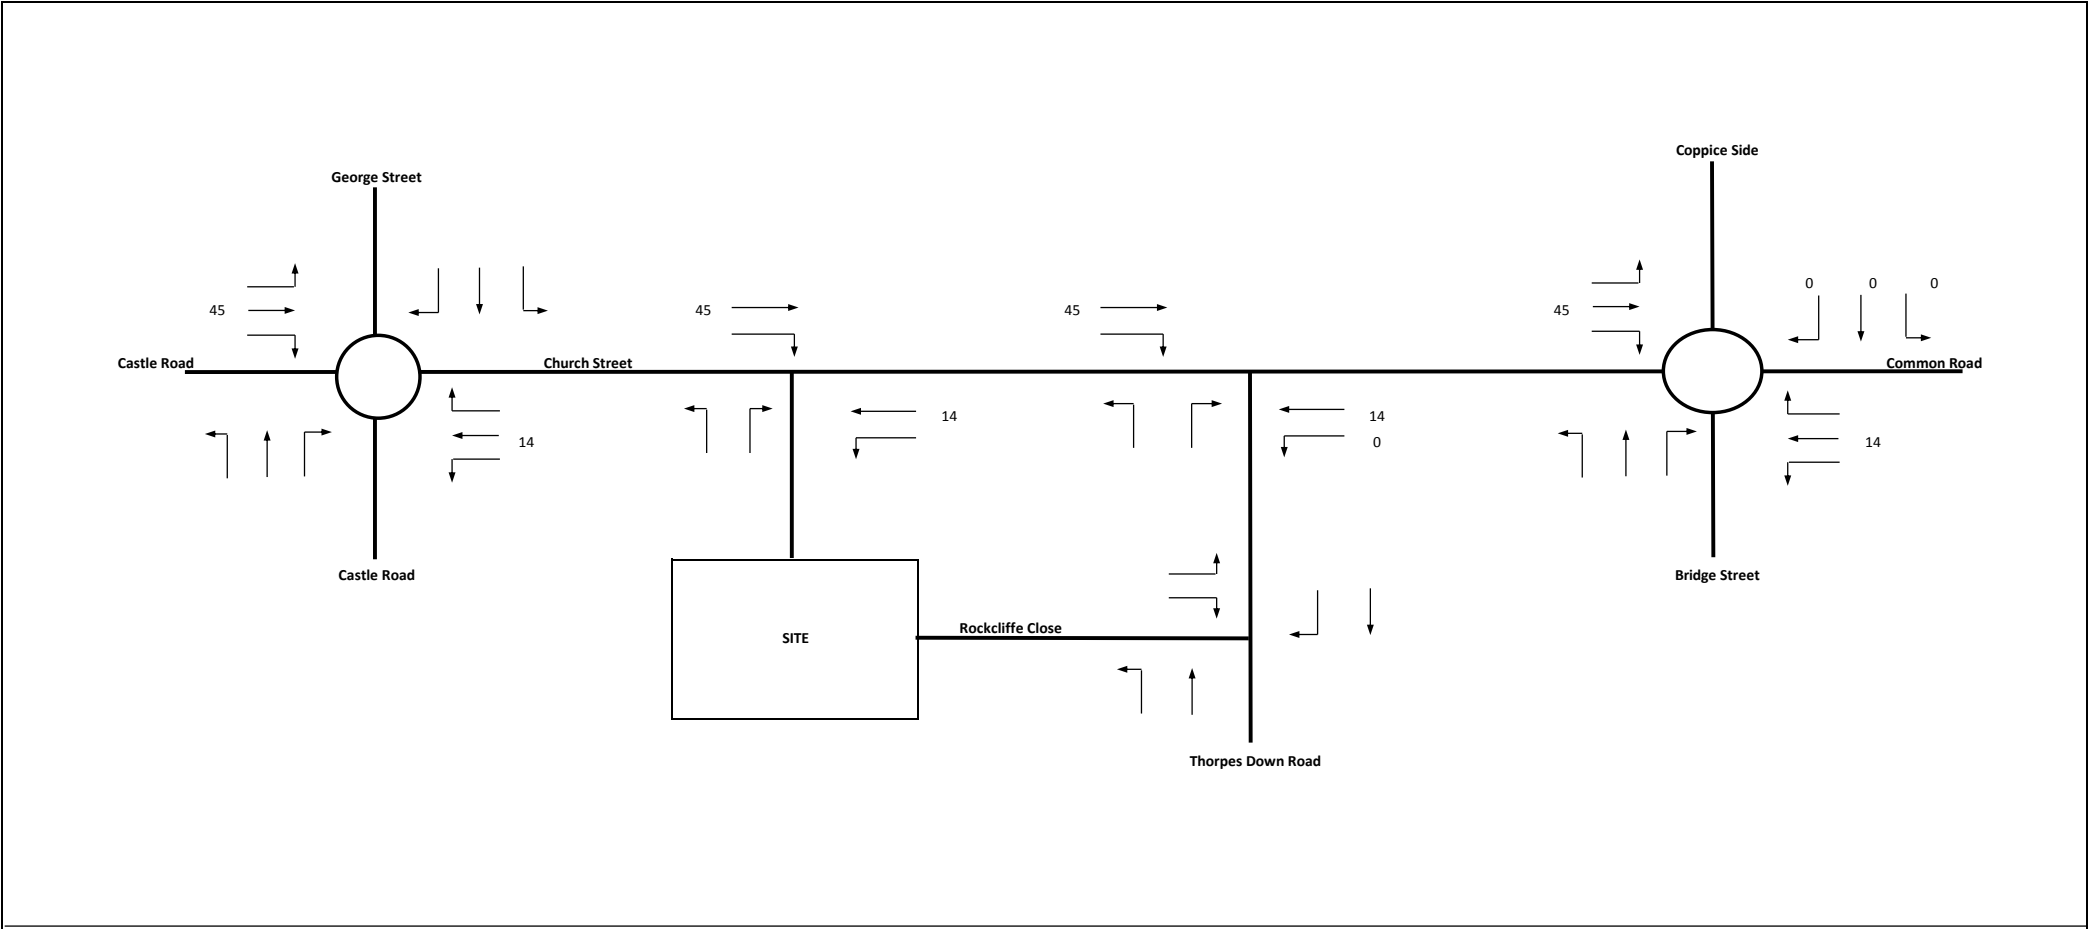 Coppice Side
George Street
0 0 0
45
45
45
45
Castle Road
Church Street
Common Road
14
14
14
0
14
Castle Road
Bridge Street
Rockcliffe Close
SITE
Thorpes Down Road